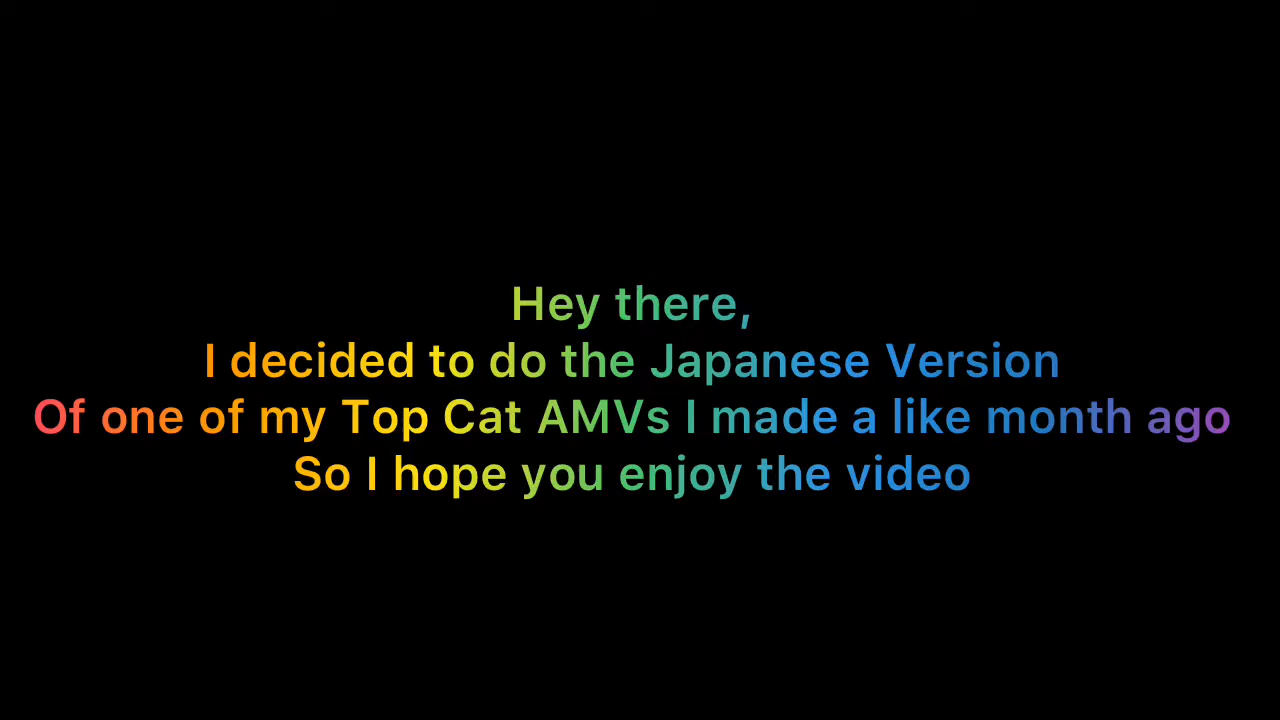 Hey there,
I decided to do the Japanese Version
Of one of my Top Cat AMVs I made a like month ago
So I hope you enjoy the video